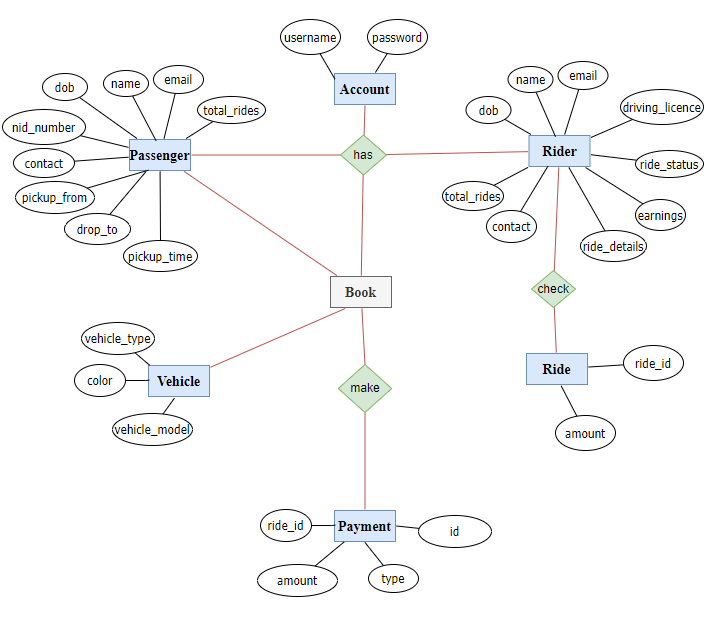 username
password
Account
dob
name
email
total_rides
nid_number
Passenger
contact
pickup_from
drop_to
pickup_time
has
dob
name
email
driving_licence
Rider
ride_status
total_rides
contact
earnings
ride_details
check
Book
vehicle_type
color
Vehicle
vehicle_model
make
Ride
ride_id
amount
ride_id
Payment
id
amount
type